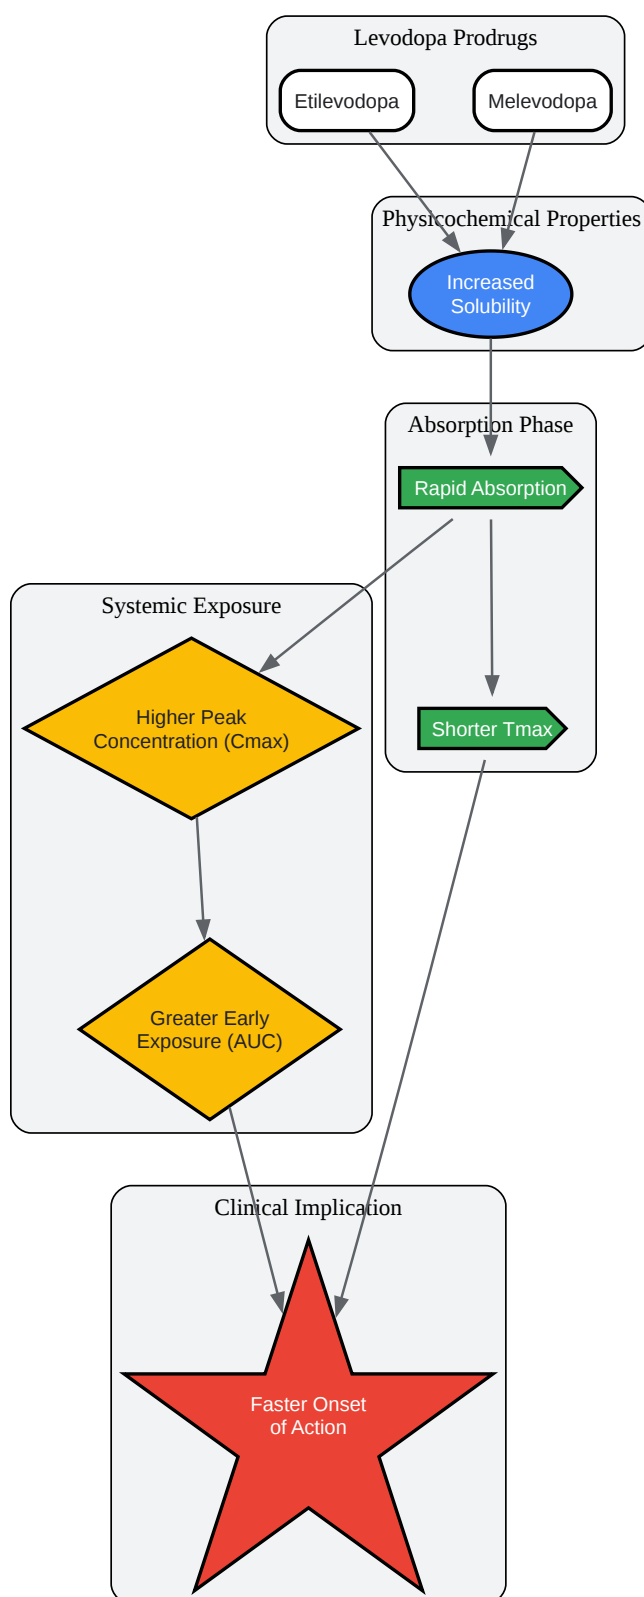 Levodopa Prodrugs
Etilevodopa
Melevodopa
Physicochemical Properties
Increased
Solubility
Absorption Phase
Rapid Absorption
Systemic Exposure
Higher Peak
Concentration (Cmax)
Shorter Tmax
Greater Early
Exposure (AUC)
Clinical Implication
Faster Onset
of Action